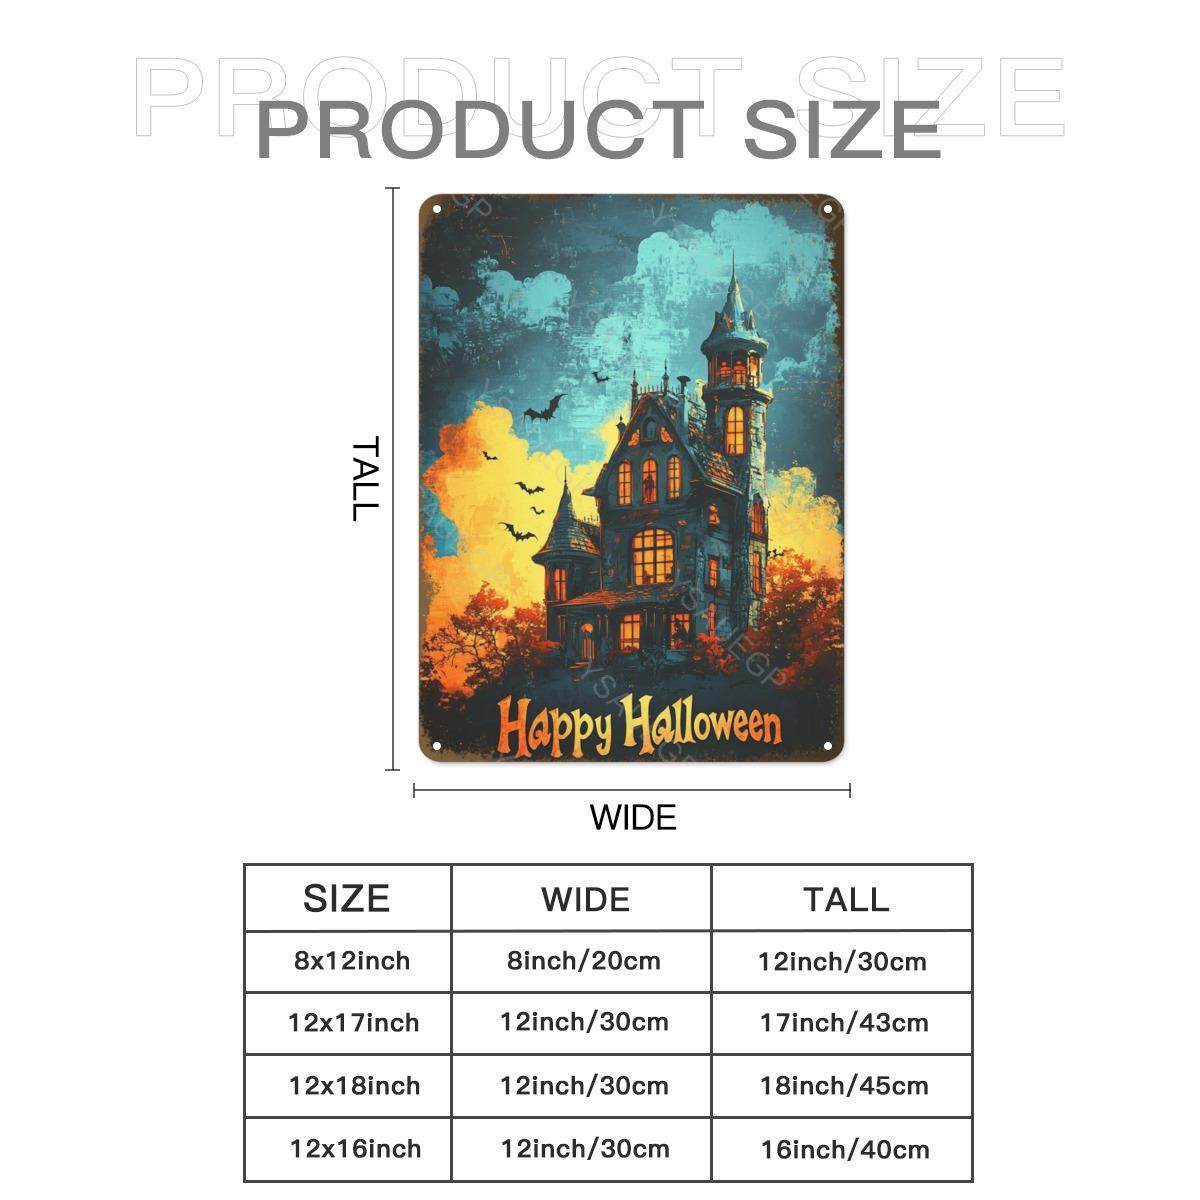 PRODUCT SIZE
PRODUCT SIZE
TALL
YSAUEGP
Happy Halloween
WIDE
SIZE WIDE TALL
8x12inch 8inch/20cm 12inch/30cm
12x17inch 12inch/30cm 17inch/43cm
12x18inch 12inch/30cm 18inch/45cm
12x16inch 12inch/30cm 16inch/40cm